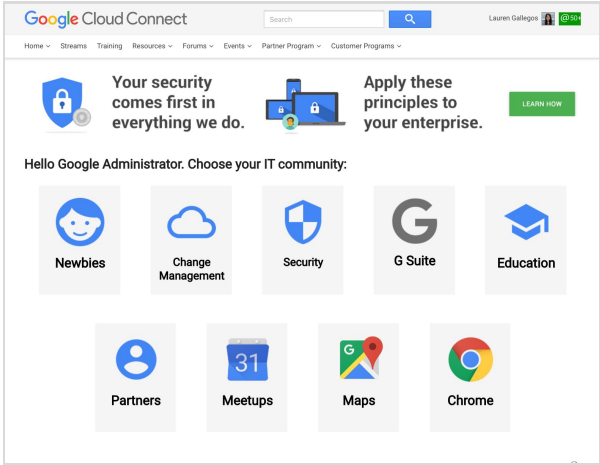 Google Cloud Connect
Search
Lauren Gallegos
@50+
Home Streams Training Resources Forums Events Partner Program Customer Programs
Your security
comes first in
everything we do.
Apply these
principles to
your enterprise.
LEARN HOW
Hello Google Administrator. Choose your IT community:
Newbies
Change
Management
Security
G
G Suite
Education
Partners
31
Meetups
G
Maps
Chrome